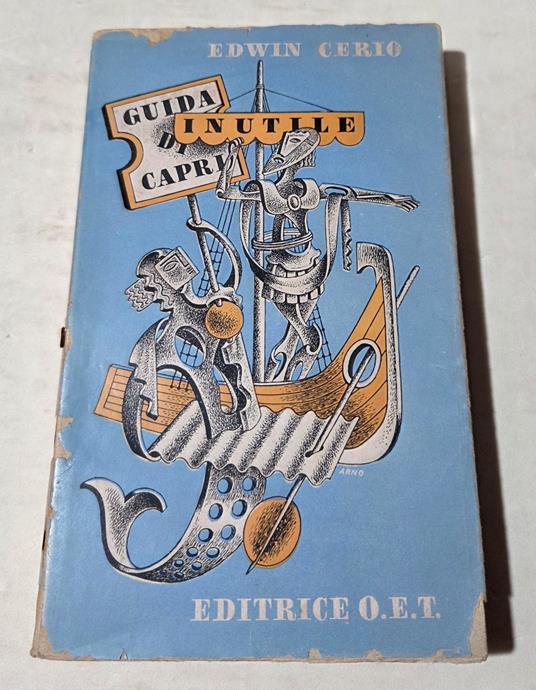 EDWIN CERIO
GUIDA
INUTILE
DI
CAPRI
ARNO
EDITRICE O.E.T.